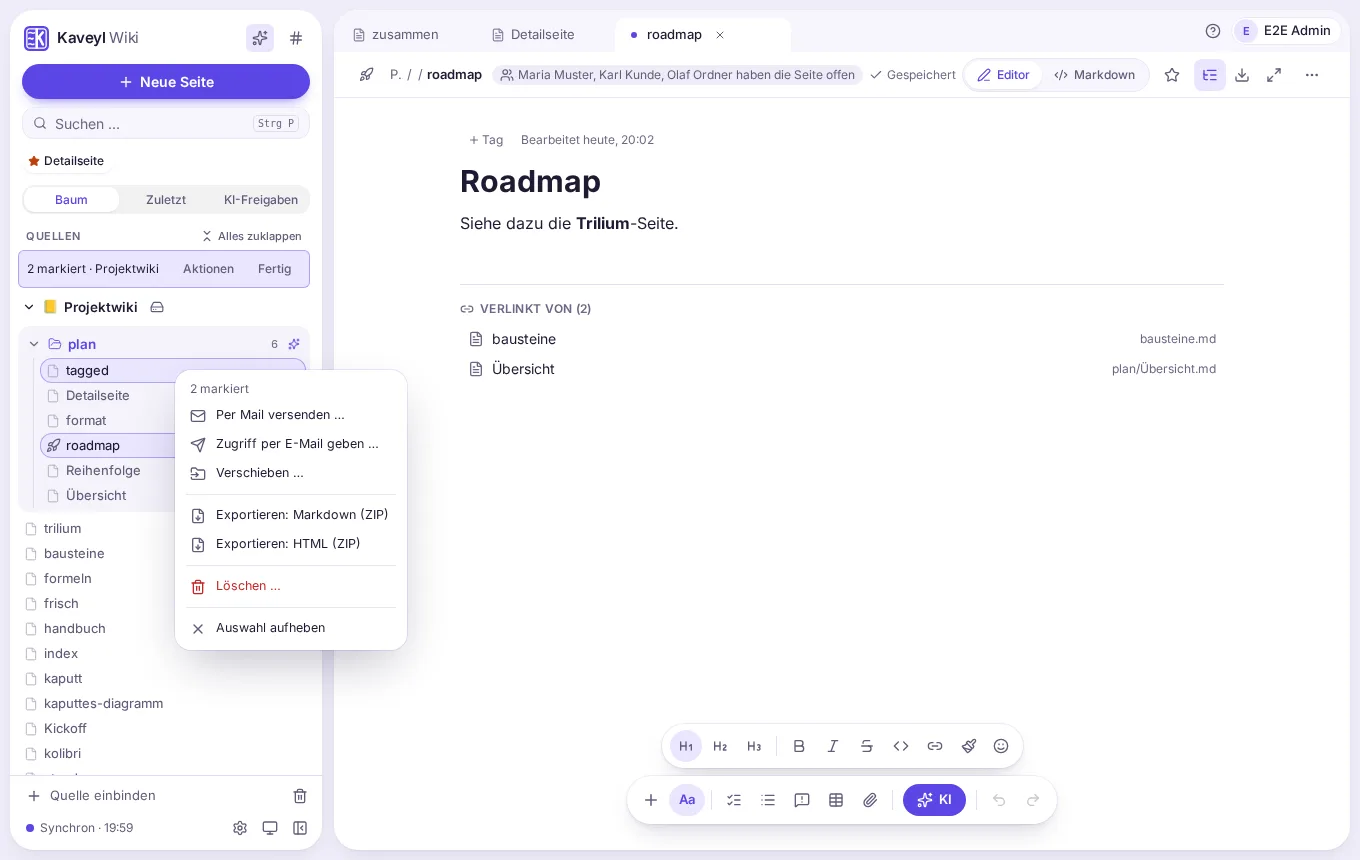 Kaveyl Wiki
Neue Seite
Suchen ...
Strg P
Detailseite
Baum
Zuletzt
KI-Freigaben
QUELLEN
Alles zuklappen
2 markiert · Projektwiki
Aktionen
Fertig
Projektwiki
plan
6
tagged
Detailseite
format
roadmap
Reihenfolge
Übersicht
trilium
bausteine
formeln
frisch
handbuch
index
kaputt
kaputtes-diagramm
Kickoff
kolibri
Quelle einbinden
Synchron · 19:59
2 markiert
Per Mail versenden ...
Zugriff per E-Mail geben ...
Verschieben ...
Exportieren: Markdown (ZIP)
Exportieren: HTML (ZIP)
Löschen ...
Auswahl aufheben
zusammen
Detailseite
roadmap
E
E2E Admin
P. / / roadmap
Maria Muster, Karl Kunde, Olaf Ordner haben die Seite offen
Gespeichert
Editor
Markdown
+ Tag
Bearbeitet heute, 20:02
Roadmap
Siehe dazu die Trilium-Seite.
VERLINKT VON (2)
bausteine
bausteine.md
Übersicht
plan/Übersicht.md
H1
H2
H3
Aa
KI